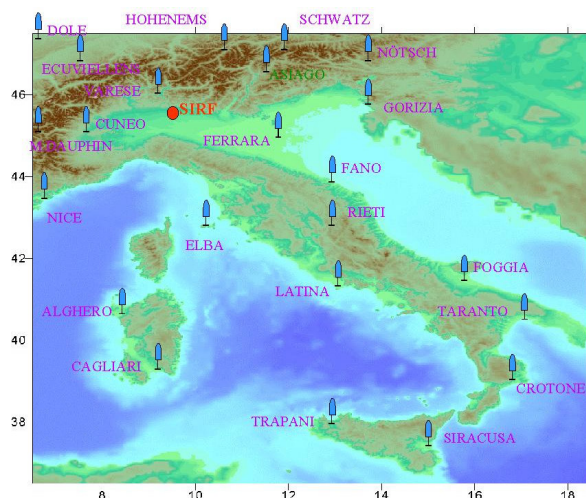 HOHENEMS
SCHWATZ
DOLE
NÖTSCH
ECUVIELLENS
ASIAGO
VARESE
46
SIRF
GORIZIA
CUNEO
FERRARA
M.DAUPHIN
44
FANO
NICE
RIETI
ELBA
42
FOGGIA
LATINA
ALGHERO
TARANTO
40
CAGLIARI
CROTONE
TRAPANI
38
SIRACUSA
8 10 12 14 16 18